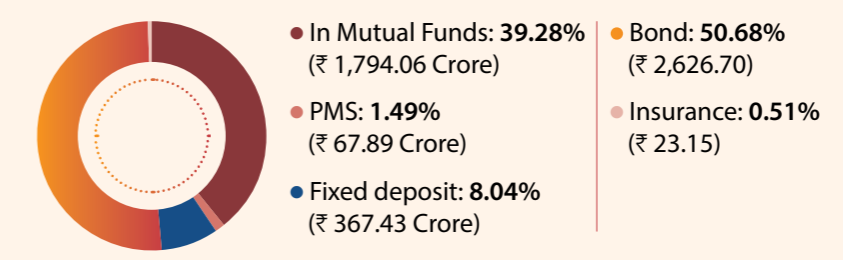 In Mutual Funds: 39.28%
(₹ 1,794.06 Crore)
PMS: 1.49%
(₹ 67.89 Crore)
Fixed deposit: 8.04%
(₹ 367.43 Crore)
Bond: 50.68%
(₹ 2,626.70)
Insurance: 0.51%
(₹ 23.15)